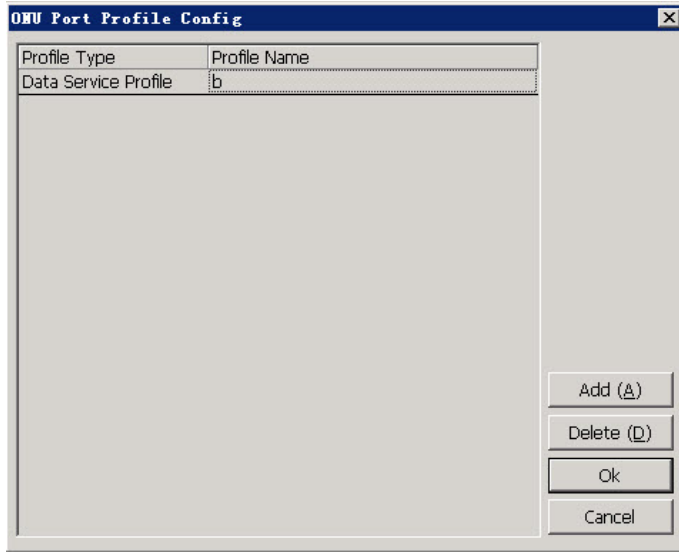 ONU Port Profile Config
Profile Type Profile Name
Data Service Profile b
Add (A)
Delete (D)
Ok
Cancel